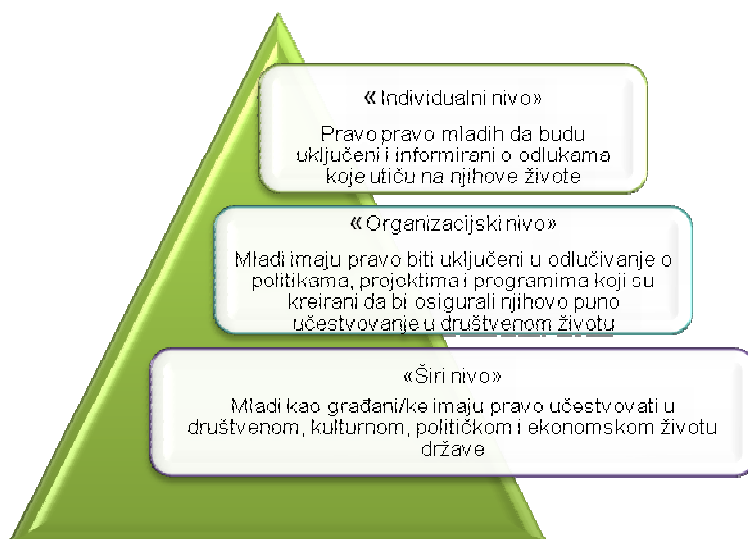 «Individualni nivo»
Pravo pravo mladih da budu
uključeni i informirani o odlukama
koje utiču na njihove živote
«Organizacijski nivo»
Mladi imaju pravo biti uključeni u odlučivanje o
politikama, projektima i programima koji su
kreirani da bi osigurali njihovo puno
učestvovanje u društvenom životu
«Širi nivo»
Mladi kao građani/ke imaju pravo učestvovati u
društvenom, kulturnom, političkom i ekonomskom životu
države